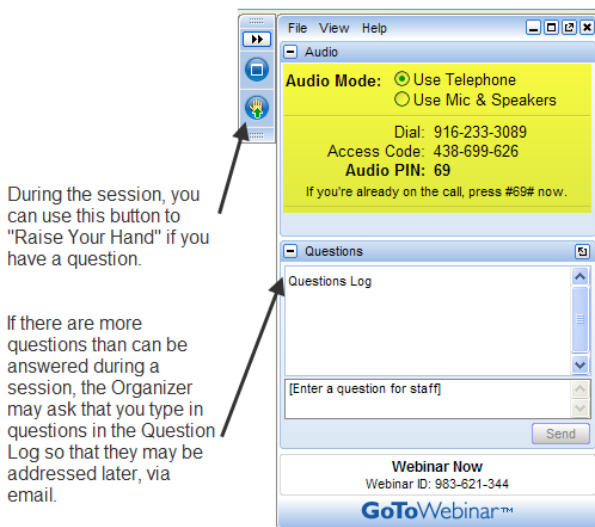 File View Help
Audio
Audio Mode: Use Telephone
Use Mic & Speakers
Dial: 916-233-3089
Access Code: 438-699-626
Audio PIN: 69
If you're already on the call, press #69# now.
During the session, you
can use this button to
"Raise Your Hand" if you
have a question.
Questions
Questions Log
If there are more
questions than can be
answered during a
session, the Organizer
may ask that you type in
questions in the Question
Log so that they may be
addressed later, via
email.
[Enter a question for staff]
Send
Webinar Now
Webinar ID: 983-621-344
GoToWebinar™